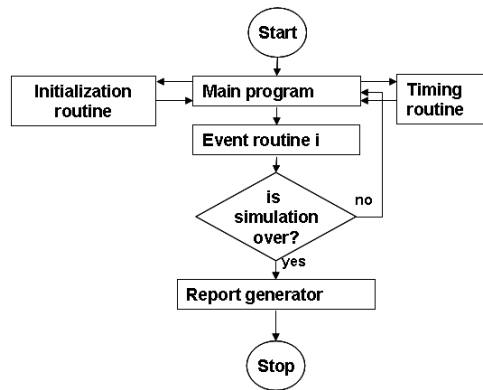 Start
Initialization
routine
Main program
Timing
routine
Event routine i
is
simulation
over?
no
yes
Report generator
Stop